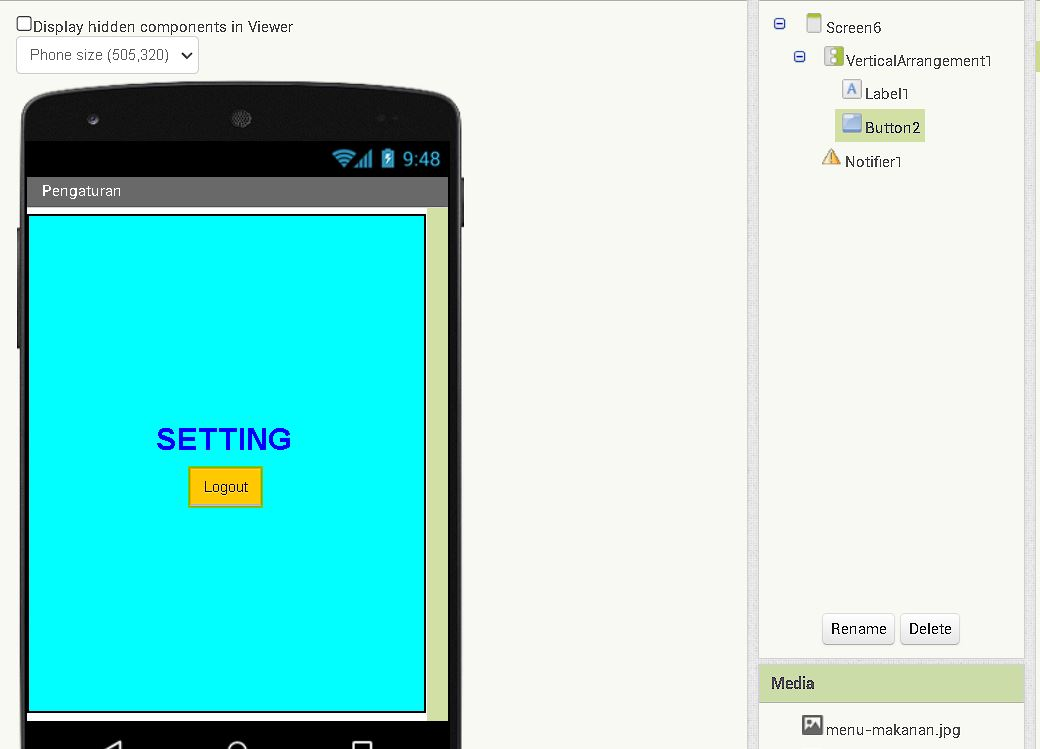 Display hidden components in Viewer
Phone size (505,320)
9:48
Pengaturan
SETTING
Logout
Screen6
VerticalArrangement1
A
Label1
Button2
Notifier1
Rename
Delete
Media
menu-makanan.jpg